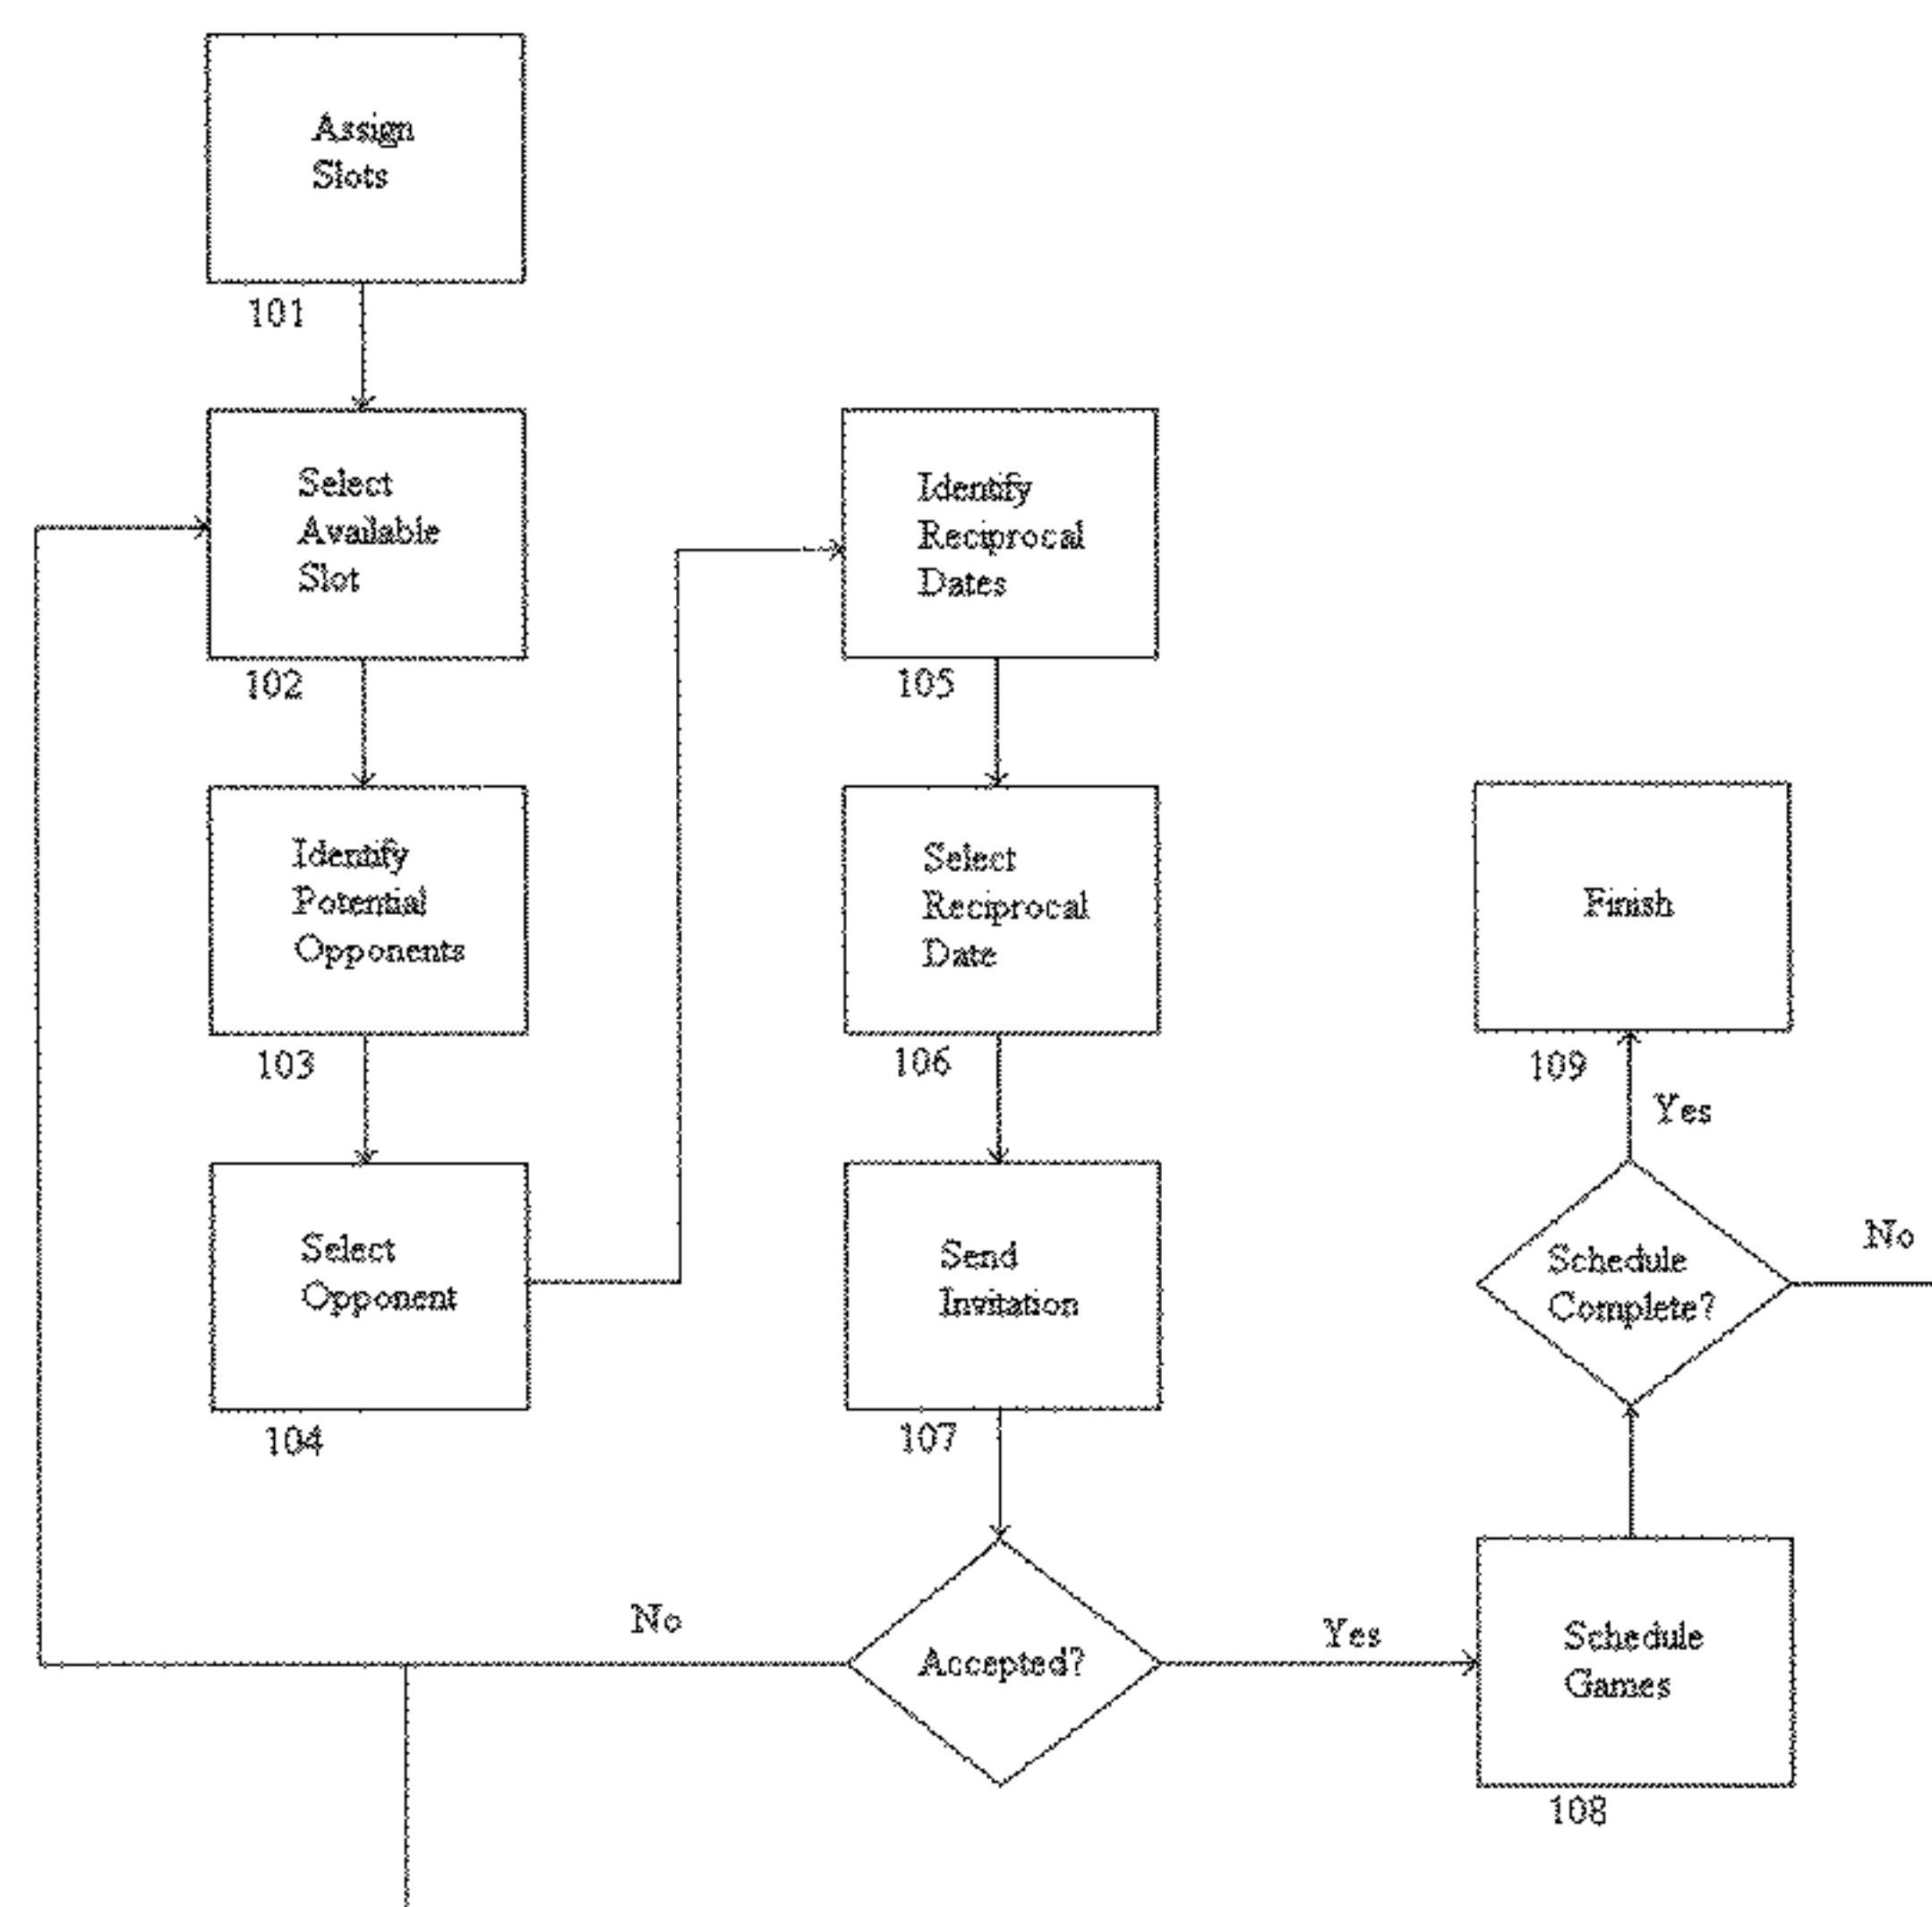 Assign
Slots
101
Select
Available
Slot
102
Identify
Potential
Opponents
103
Select
Opponent
104
Identify
Reciprocal
Dates
105
Select
Reciprocal
Date
106
Send
Invitation
107
Accepted?
No
Yes
Schedule
Games
108
Schedule
Complete?
No
Yes
Finish
109